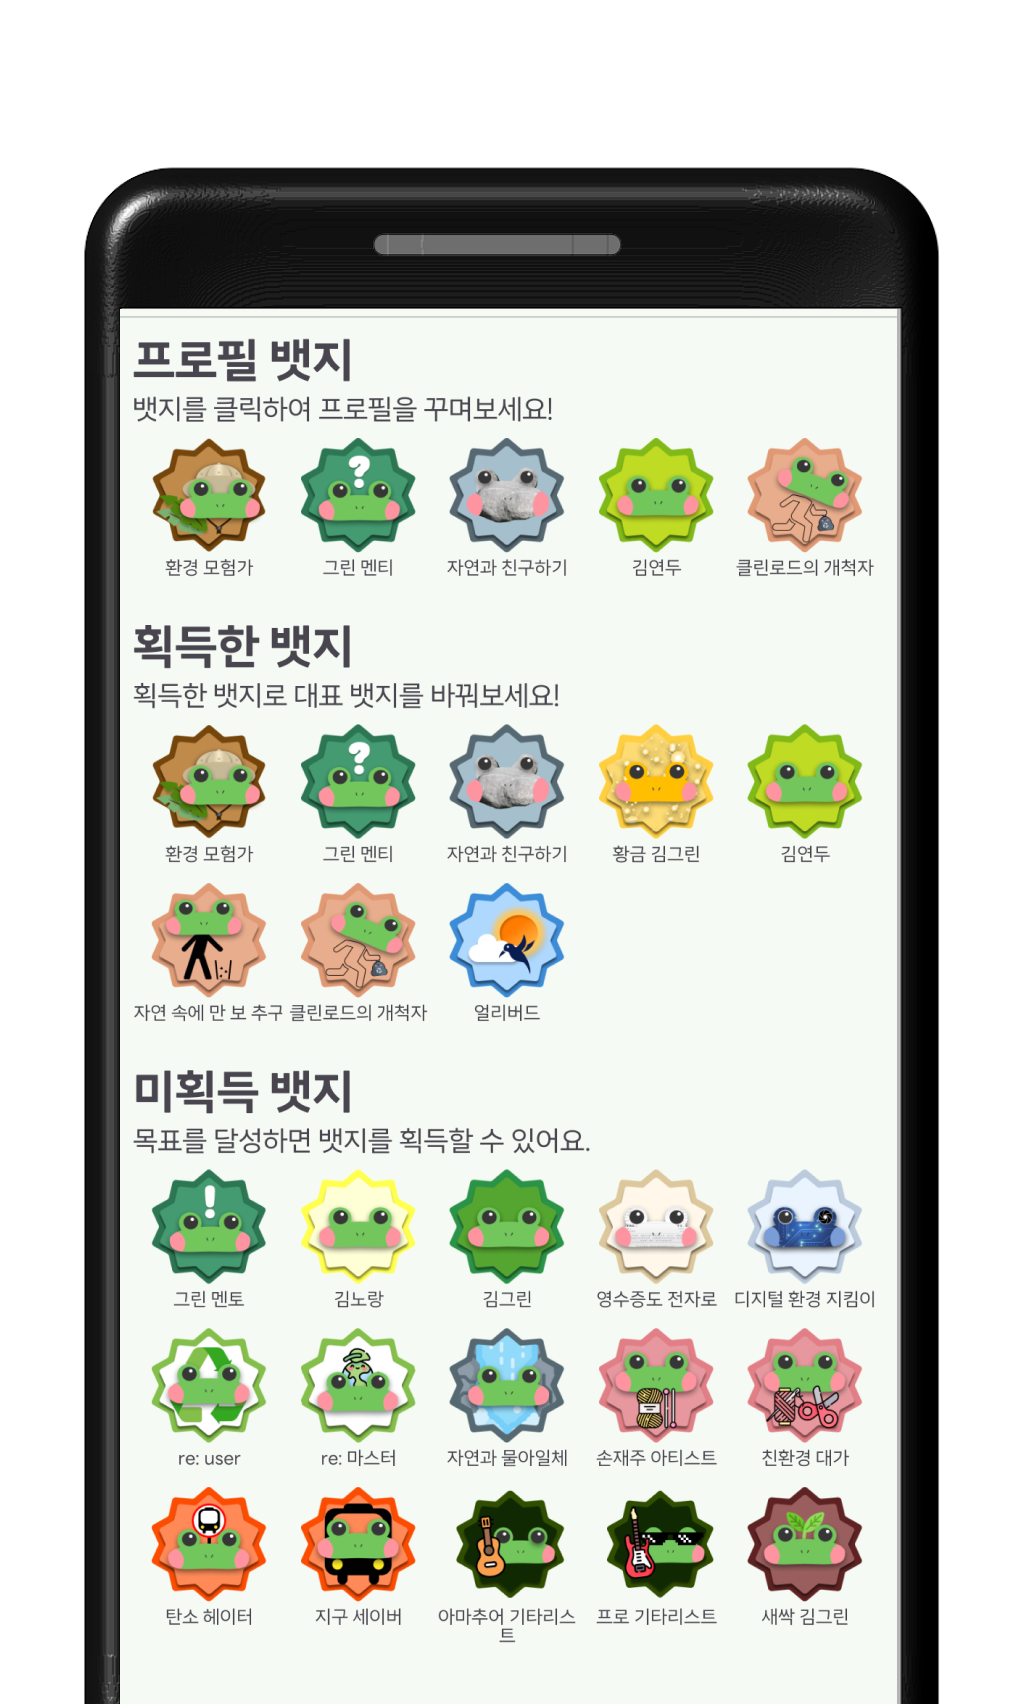 프로필 뱃지
뱃지를 클릭하여 프로필을 꾸며보세요!
환경 모험가
그린 멘티
자연과 친구하기
김연두
클린로드의 개척자
획득한 뱃지
획득한 뱃지로 대표 뱃지를 바꿔보세요!
환경 모험가
그린 멘티
자연과 친구하기
황금 김그린
김연두
자연 속에 만 보 추구
클린로드의 개척자
얼리버드
미획득 뱃지
목표를 달성하면 뱃지를 획득할 수 있어요.
그린 멘토
김노랑
김그린
영수증도 전자로
디지털 환경 지킴이
re: user
re: 마스터
자연과 물아일체
손재주 아티스트
친환경 대가
탄소 헤이터
지구 세이버
아마추어 기타리스
트
프로 기타리스트
새싹 김그린